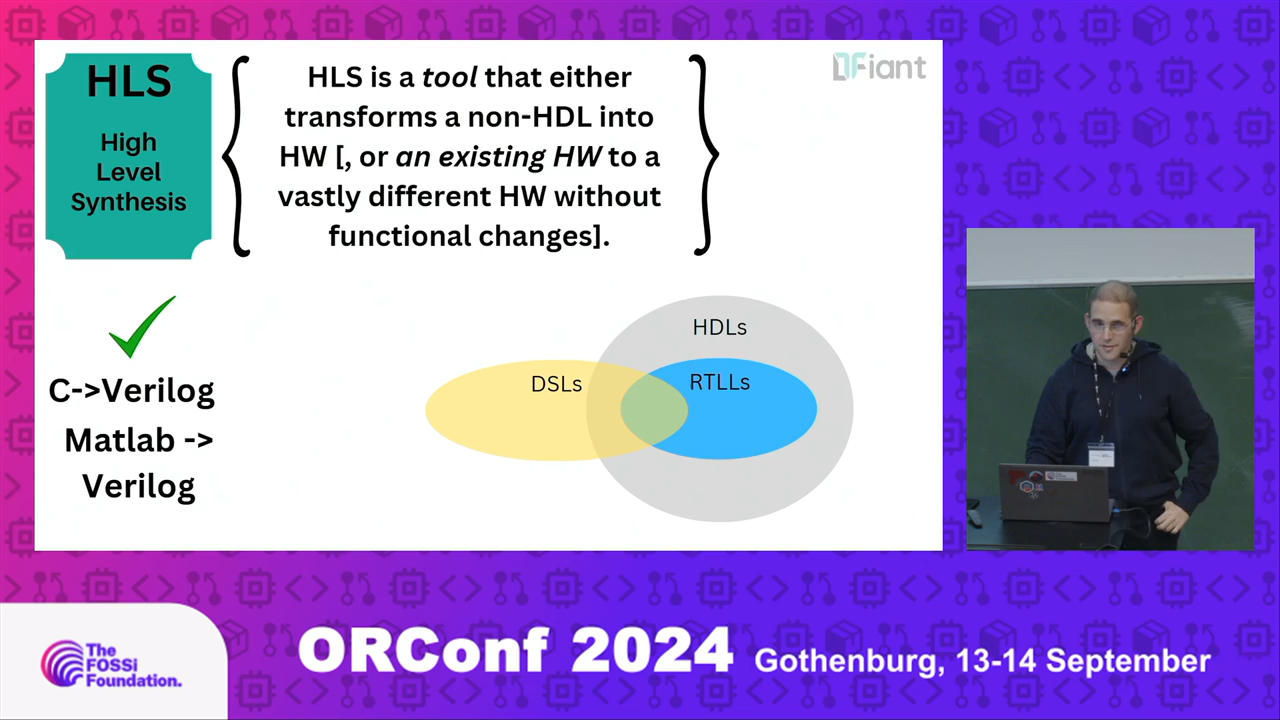 HLS
High
Level
Synthesis
HLS is a tool that either
transforms a non-HDL into
HW [, or an existing HW to a
vastly different HW without
functional changes].
DFiant
C->Verilog
Matlab ->
Verilog
HDLs
DSLs
RTLLs
The
FOSSi
Foundation.
ORConf 2024 Gothenburg, 13-14 September